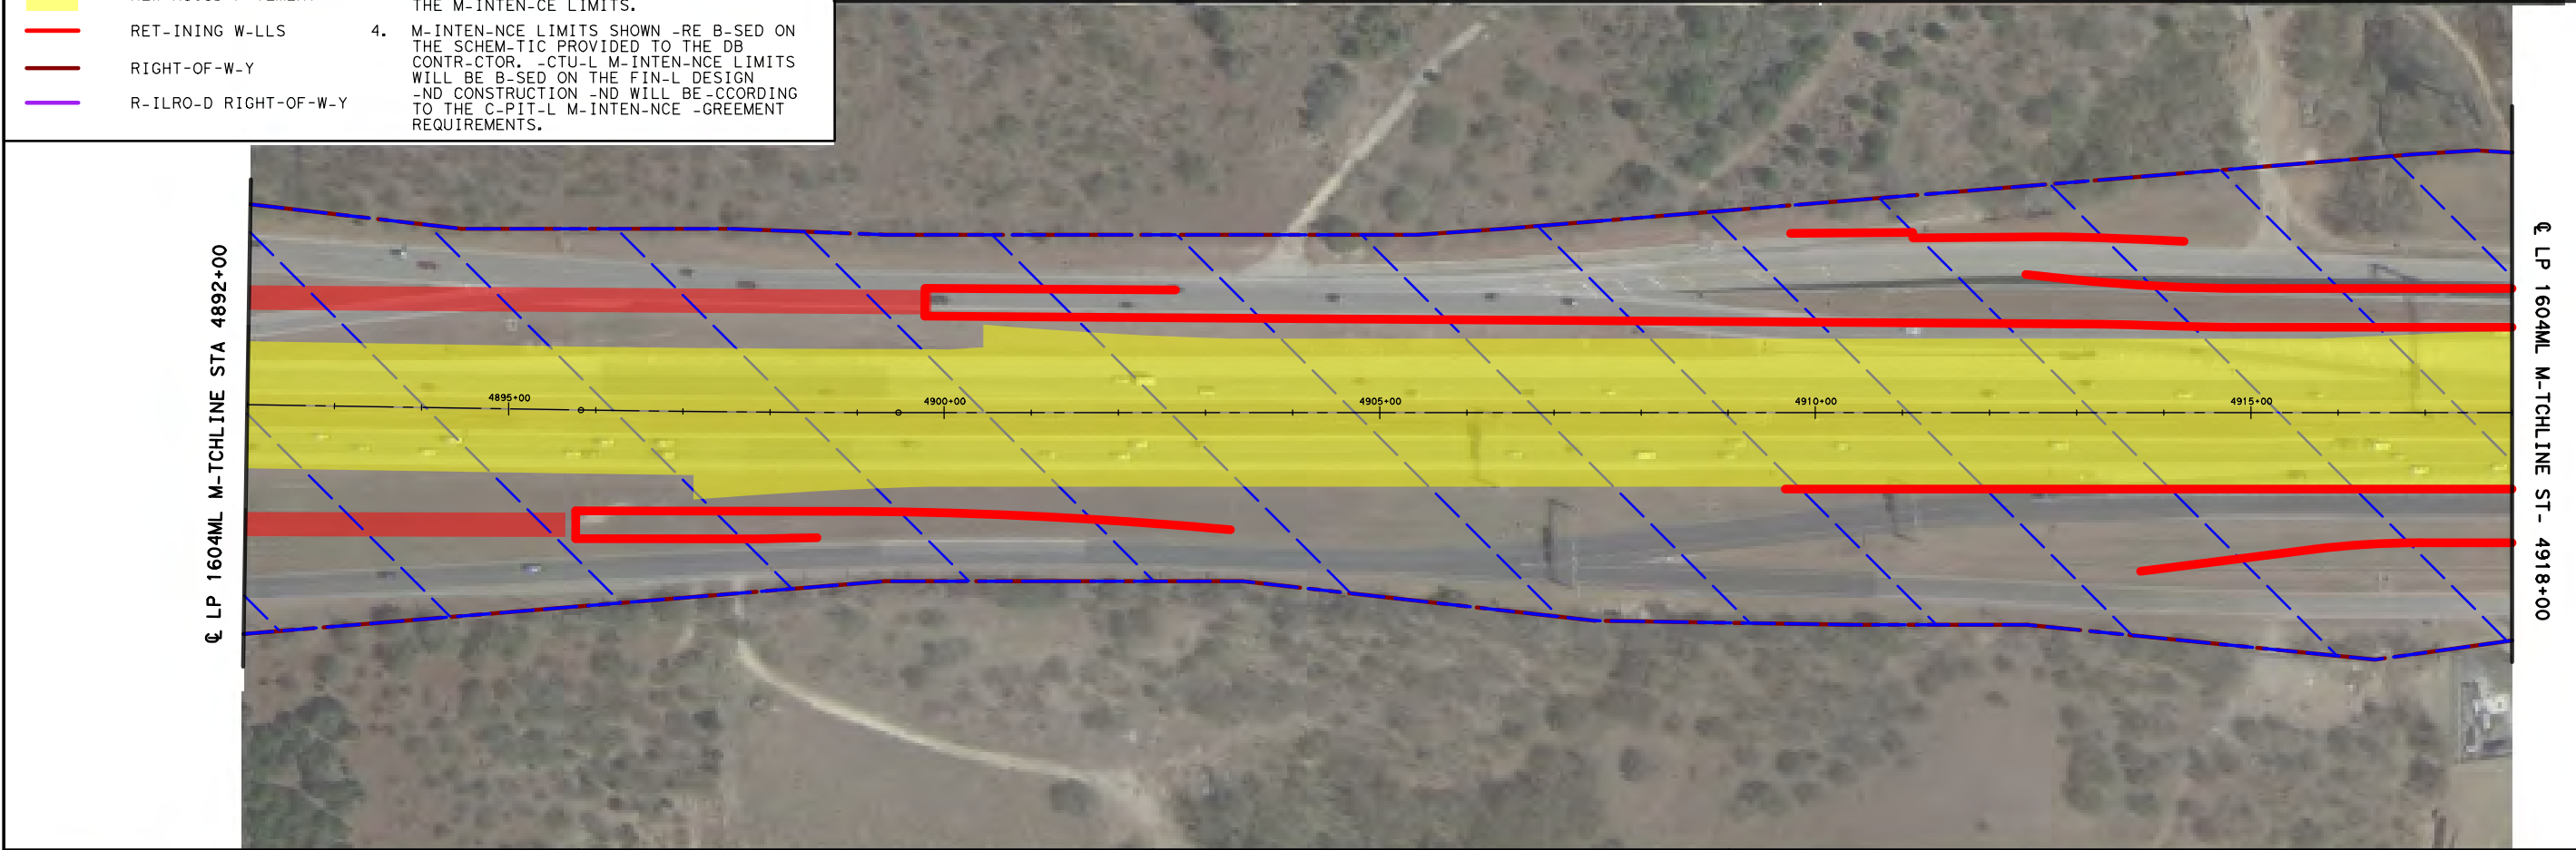 THE M-INTEN-CE LIMITS.
RET-INING W-LLS
RIGHT-OF-W-Y
R-ILRO-D RIGHT-OF-W-Y
4. M-INTEN-NCE LIMITS SHOWN -RE B-SED ON
THE SCHEM-TIC PROVIDED TO THE DB
CONTR-CTOR. -CTU-L M-INTEN-NCE LIMITS
WILL BE B-SED ON THE FIN-L DESIGN
-ND CONSTRUCTION -ND WILL BE-CCORDING
TO THE C-PIT-L M-INTEN-NCE -GREEMENT
REQUIREMENTS.
℄ LP 1604ML M-TCHLINE STA 4892+00
4895+00
4900+00
4905+00
4910+00
4915+00
℄ LP 1604ML M-TCHLINE ST- 4918+00